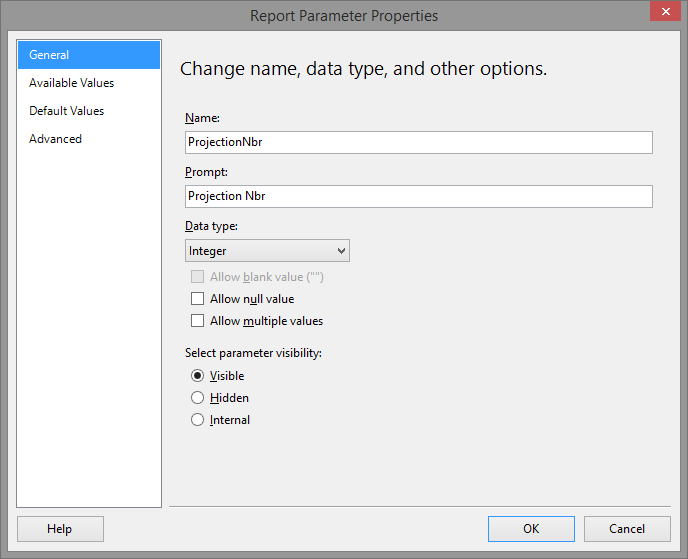 Report Parameter Properties
General
Available Values
Default Values
Advanced
Change name, data type, and other options.
Name:
ProjectionNbr
Prompt:
Projection Nbr
Data type:
Integer
Allow blank value ("")
Allow null value
Allow multiple values
Select parameter visibility:
Visible
Hidden
Internal
Help
OK
Cancel